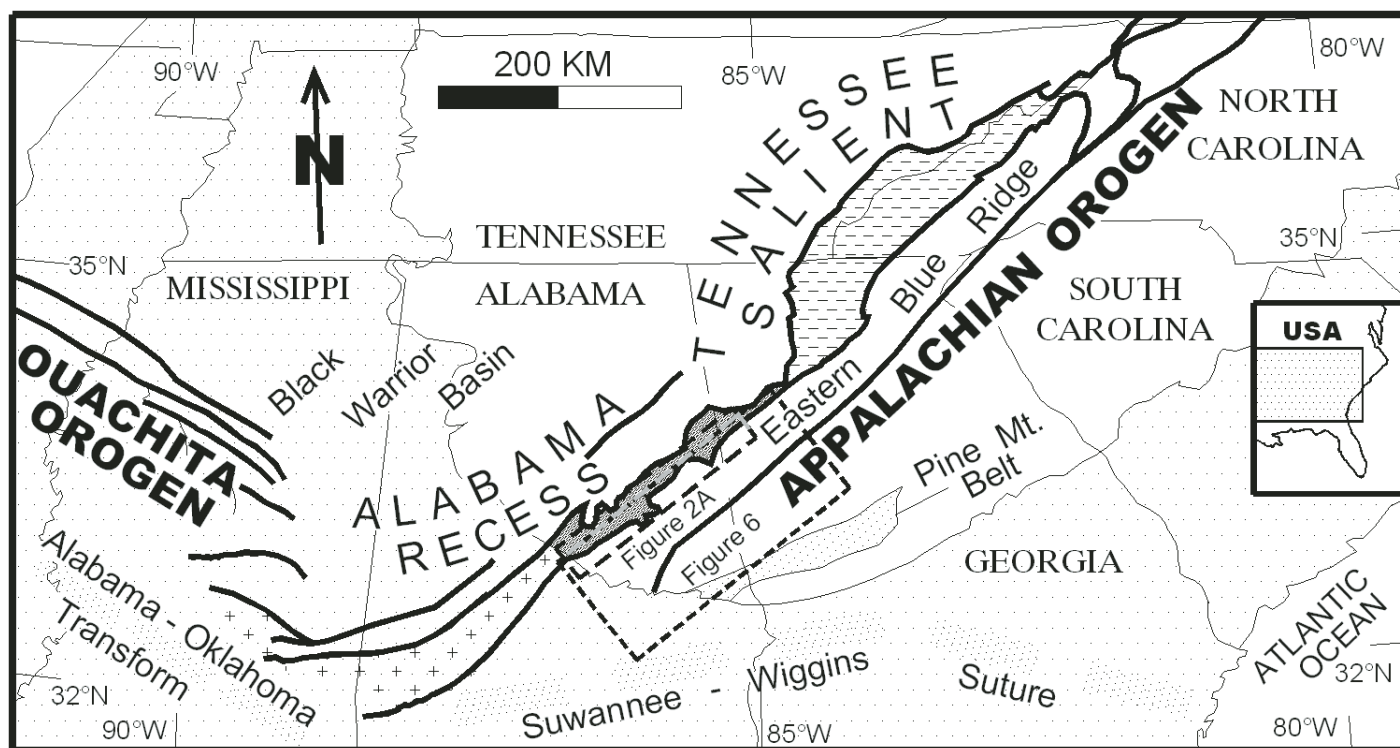 90°W
200 KM
85°W
80°W
TENNESSEE
SALIENT
N
NORTH
CAROLINA
APPALACHIAN OROGEN
Eastern Blue Ridge
TENNESSEE
35°N
35°N
MISSISSIPPI
ALABAMA
SOUTH
CAROLINA
USA
OUACHITA
OROGEN
Black
Warrior
Basin
ALABAMA
RECESS
Pine Mt.
Belt
Figure 2A
Figure 6
GEORGIA
Alabama - Oklahoma
Transform
ATLANTIC
OCEAN
Suwannee - Wiggins Suture
32°N
32°N
90°W
85°W
80°W